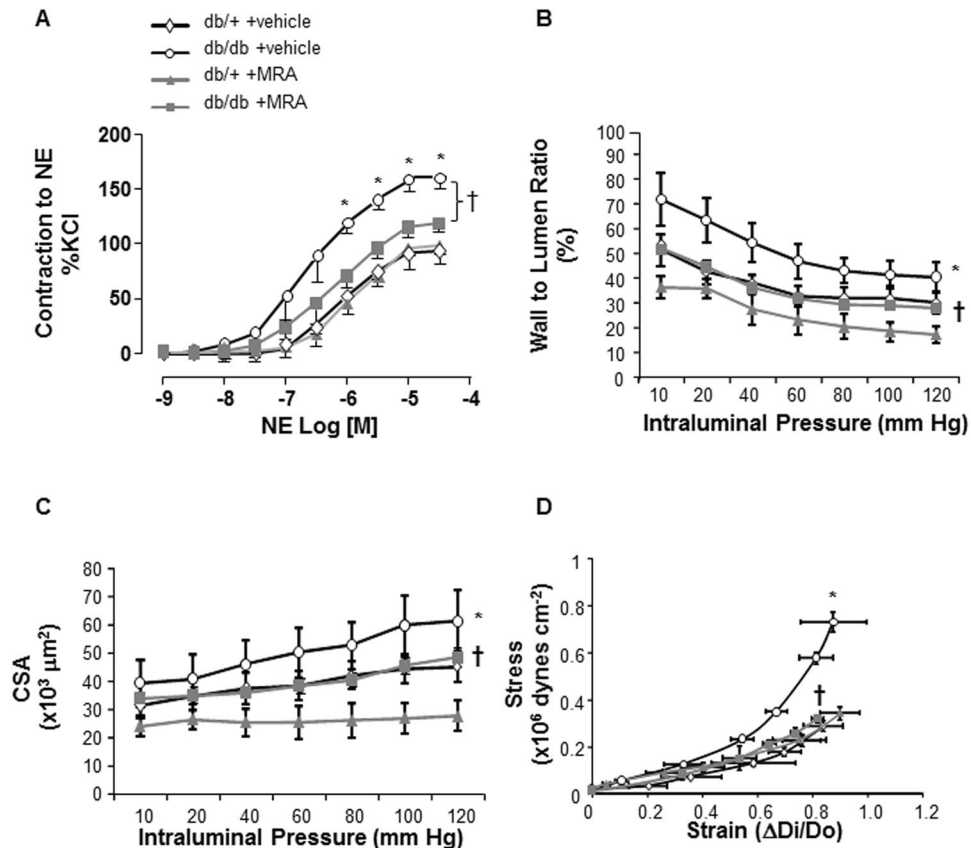 A
db/+ +vehicle
db/db +vehicle
db/+ +MRA
db/db +MRA
Contraction to NE
%KCl
200
150
100
50
0
* * * *
†
-9 -8 -7 -6 -5 -4
NE Log [M]
B
Wall to Lumen Ratio
(%)
100
90
80
70
60
50
40
30
20
10
0
*
†
10 20 40 60 80 100 120
Intraluminal Pressure (mm Hg)
C
CSA
(x10³ µm²)
80
70
60
50
40
30
20
10
0
*
†
10 20 40 60 80 100 120
Intraluminal Pressure (mm Hg)
D
Stress
(x10⁶ dynes cm⁻²)
1
0.8
0.6
0.4
0.2
0
*
†
0 0.2 0.4 0.6 0.8 1.0 1.2
Strain (ΔDi/Do)